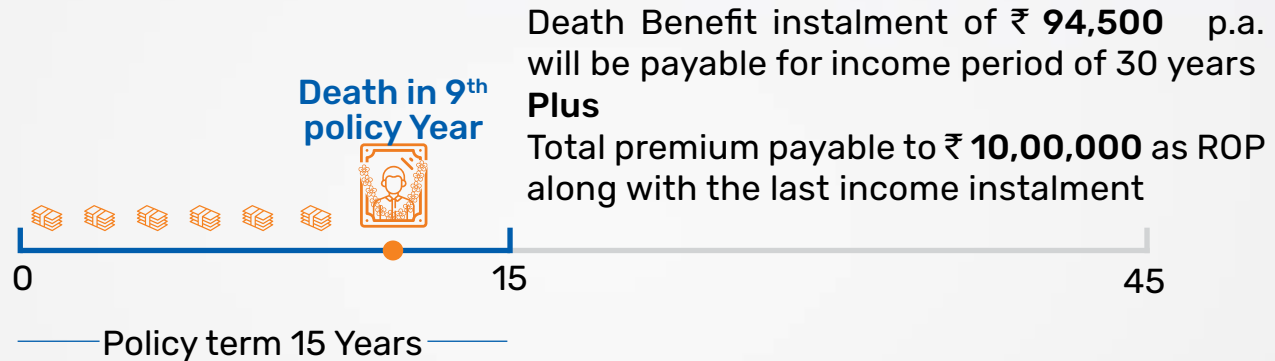 Death Benefit instalment of ₹ 94,500 p.a.
will be payable for income period of 30 years
Plus
Total premium payable to ₹ 10,00,000 as ROP
along with the last income instalment
Death in 9th
policy Year
0
15
45
Policy term 15 Years